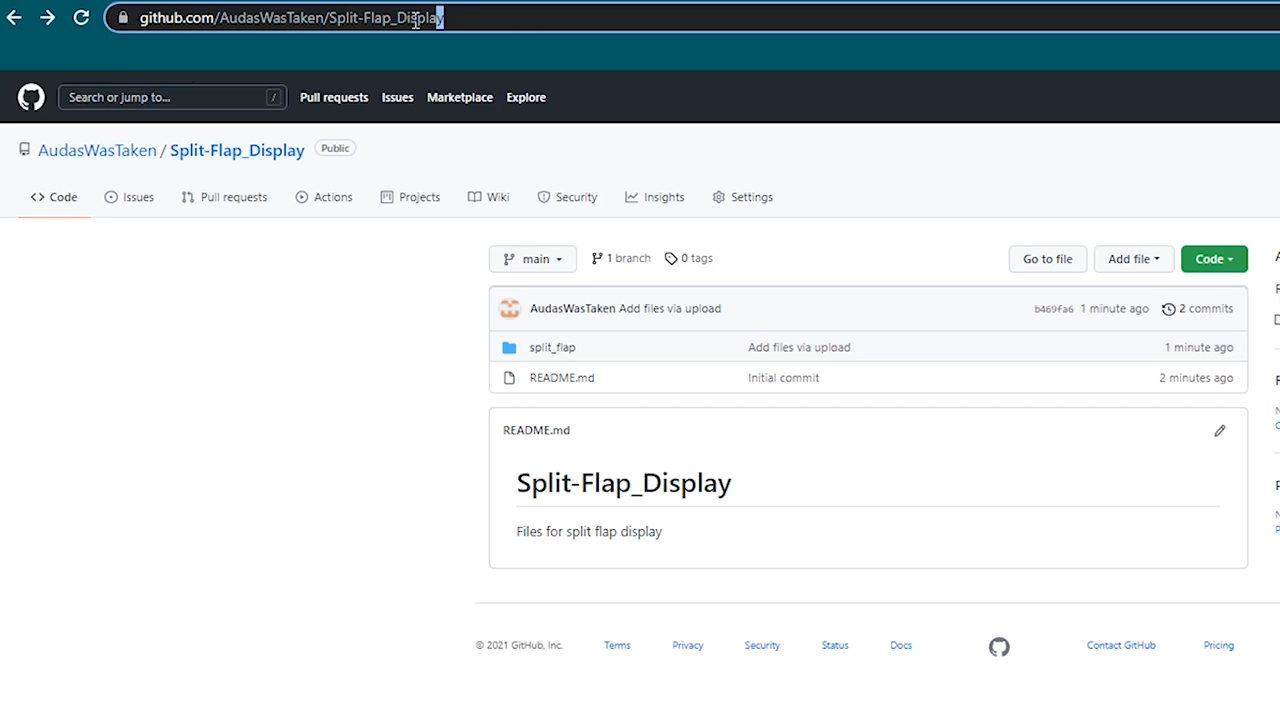 github.com/AudasWasTaken/Split-Flap_Display
Search or jump to... /
Pull requests Issues Marketplace Explore
AudasWasTaken / Split-Flap_Display Public
<> Code Issues Pull requests Actions Projects Wiki Security Insights Settings
main 1 branch 0 tags Go to file Add file Code
AudasWasTaken Add files via upload b469fa6 1 minute ago 2 commits
split_flap Add files via upload 1 minute ago
README.md Initial commit 2 minutes ago
README.md
Split-Flap_Display
Files for split flap display
© 2021 GitHub, Inc. Terms Privacy Security Status Docs Contact GitHub Pricing